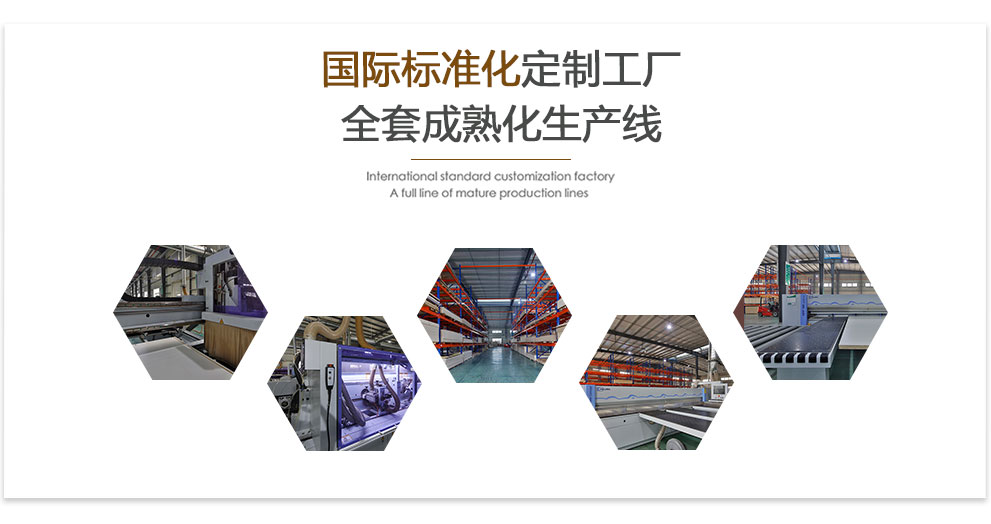 国际标准化定制工厂
全套成熟化生产线
International standard customization factory
A full line of mature production lines